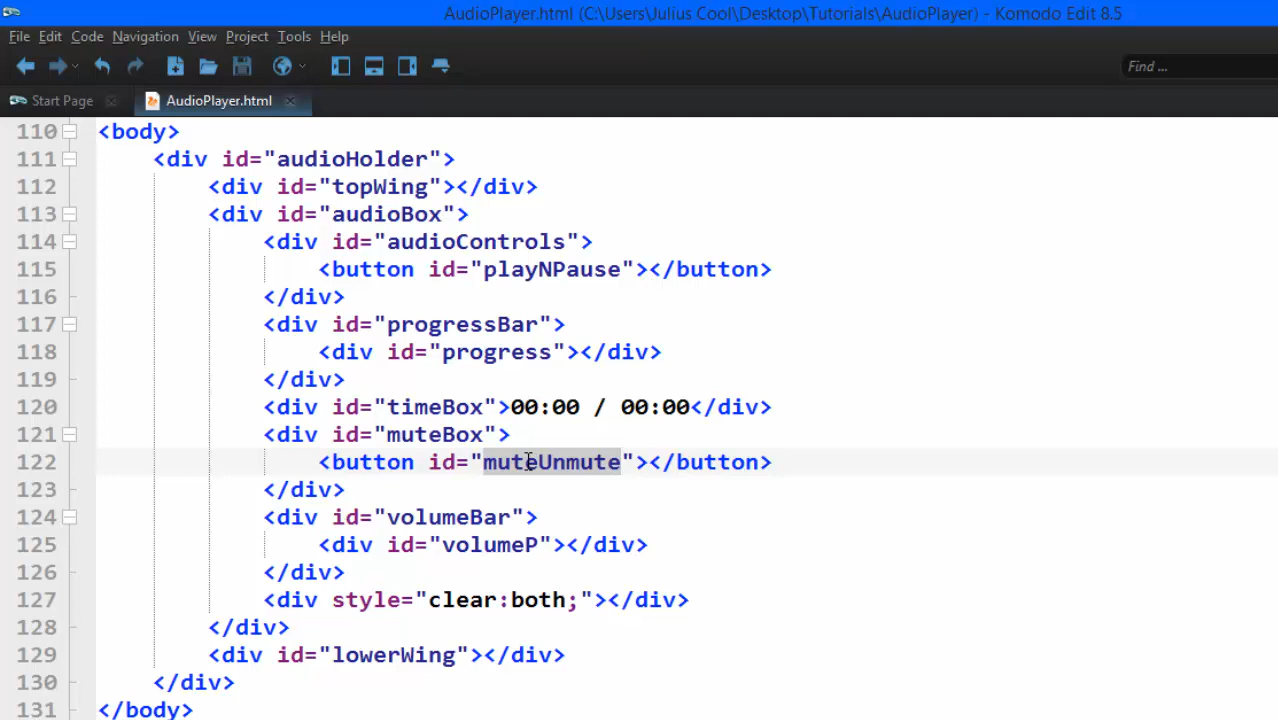 AudioPlayer.html (C:\Users\Julius Cool\Desktop\Tutorials\AudioPlayer) - Komodo Edit 8.5
File Edit Code Navigation View Project Tools Help
Find ...
Start Page AudioPlayer.html
110 <body>
111 <div id="audioHolder">
112 <div id="topWing"></div>
113 <div id="audioBox">
114 <div id="audioControls">
115 <button id="playNPause"></button>
116 </div>
117 <div id="progressBar">
118 <div id="progress"></div>
119 </div>
120 <div id="timeBox">00:00 / 00:00</div>
121 <div id="muteBox">
122 <button id="muteUnmute"></button>
123 </div>
124 <div id="volumeBar">
125 <div id="volumeP"></div>
126 </div>
127 <div style="clear:both;"></div>
128 </div>
129 <div id="lowerWing"></div>
130 </div>
131 </body>